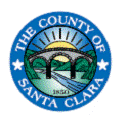 THE COUNTY OF
1850
SANTA CLARA